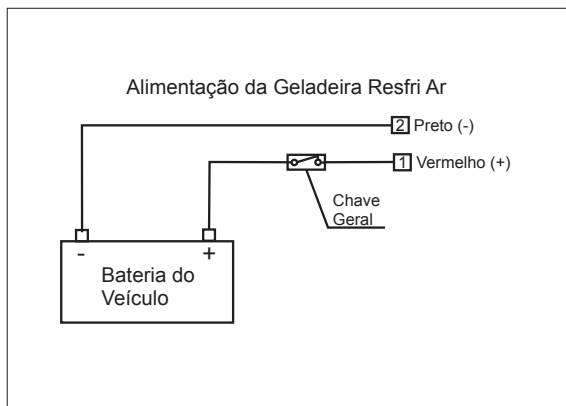 Alimentação da Geladeira Resfri Ar
2 Preto (-)
1 Vermelho (+)
Chave
Geral
- +
Bateria do
Veículo